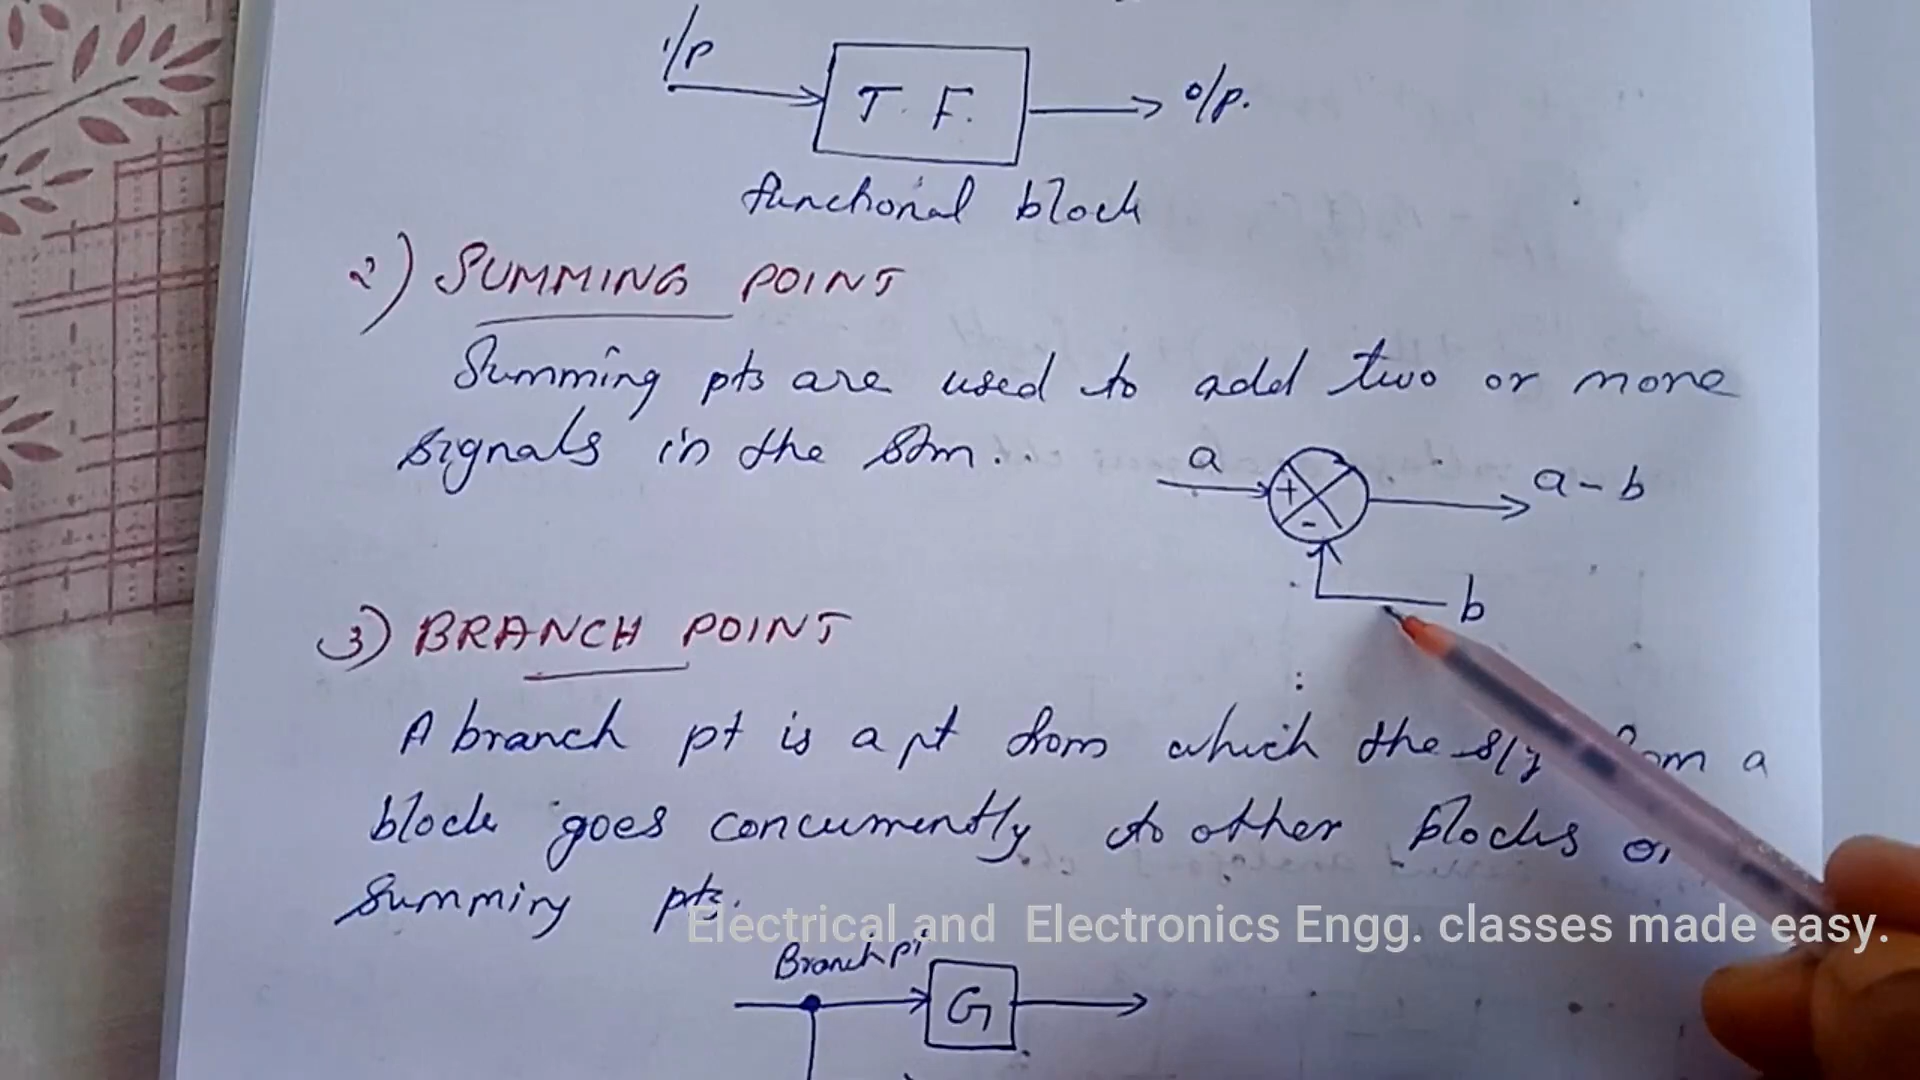 i/p
T. F.
o/p.
functional block
2) SUMMING POINT
Summing pts are used to add two or more
signals in the s/m.
a
+
-
a - b
b
3) BRANCH POINT
A branch pt is a pt from which the s/g from a
block goes concurrently to other blocks or
summing pts.
Electrical and Electronics Engg. classes made easy.
Branch pt
G